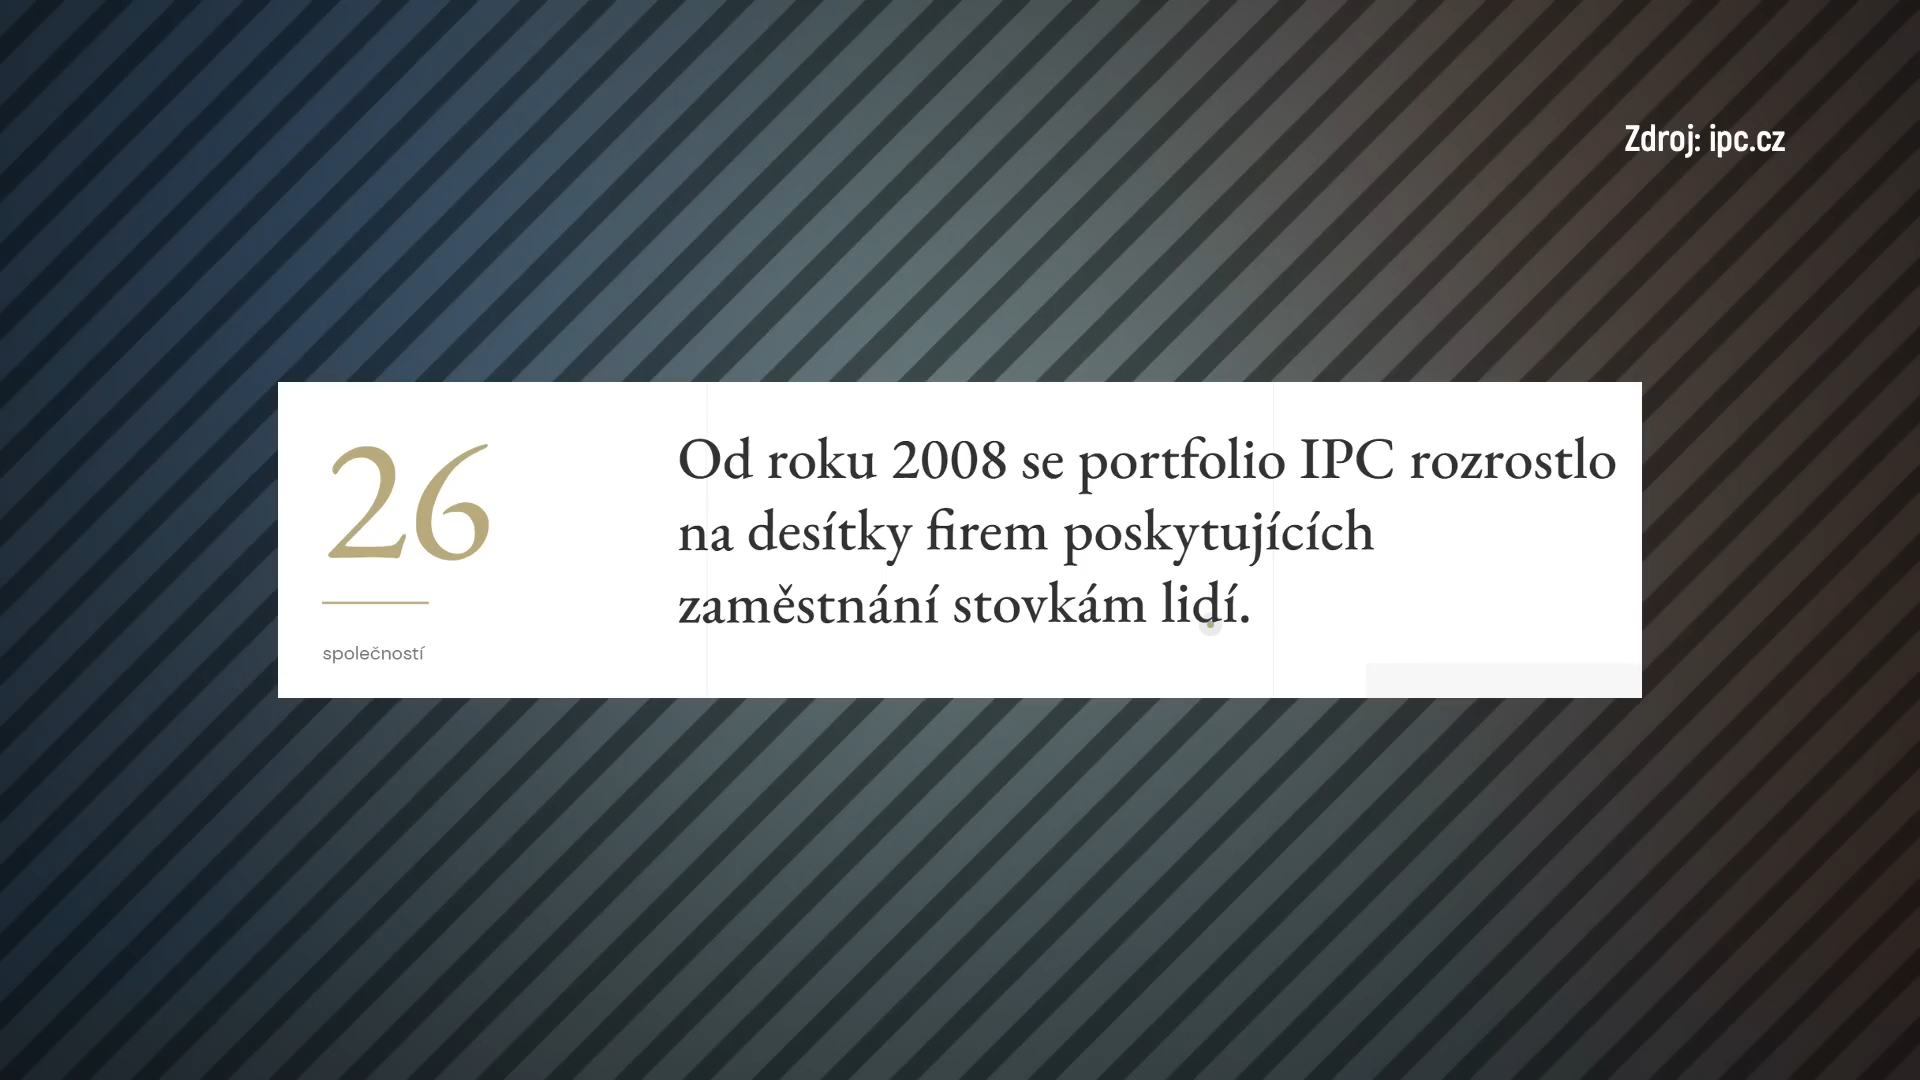 Zdroj: ipc.cz
26
společností
Od roku 2008 se portfolio IPC rozrostlo
na desítky firem poskytujících
zaměstnání stovkám lidí.